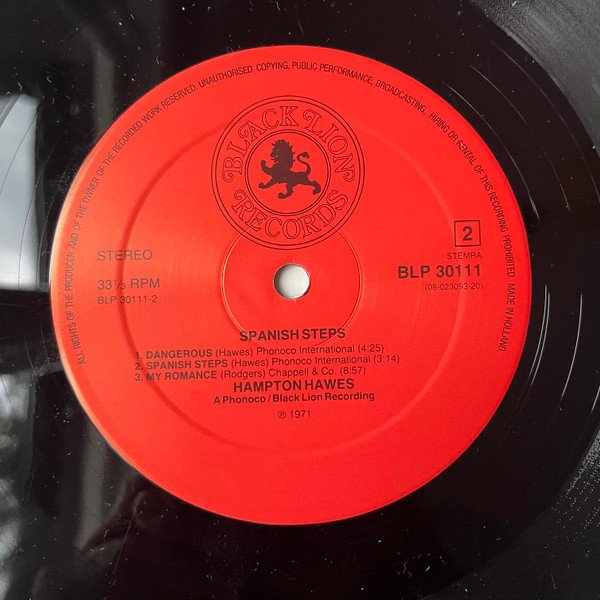 ALL RIGHTS OF THE PRODUCER AND OF THE OWNER OF THE RECORDED WORK RESERVED. UNAUTHORISED COPYING, PUBLIC PERFORMANCE, BROADCASTING, HIRING OR RENTAL OF THIS RECORDING PROHIBITED MADE IN HOLLAND
BLACK LION
RECORDS
STEREO
33⅓ RPM
BLP 30111-2
2
STEMRA
BLP 30111
(08-023093-20)
SPANISH STEPS
1. DANGEROUS (Hawes) Phonoco International (4:25)
2. SPANISH STEPS (Hawes) Phonoco International (3:14)
3. MY ROMANCE (Rodgers) Chappell & Co. (8:57)
HAMPTON HAWES
A Phonoco/Black Lion Recording
℗ 1971